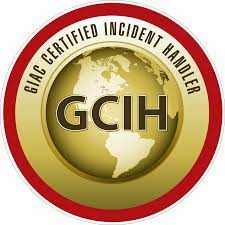 GIAC CERTIFIED INCIDENT HANDLER
GCIH